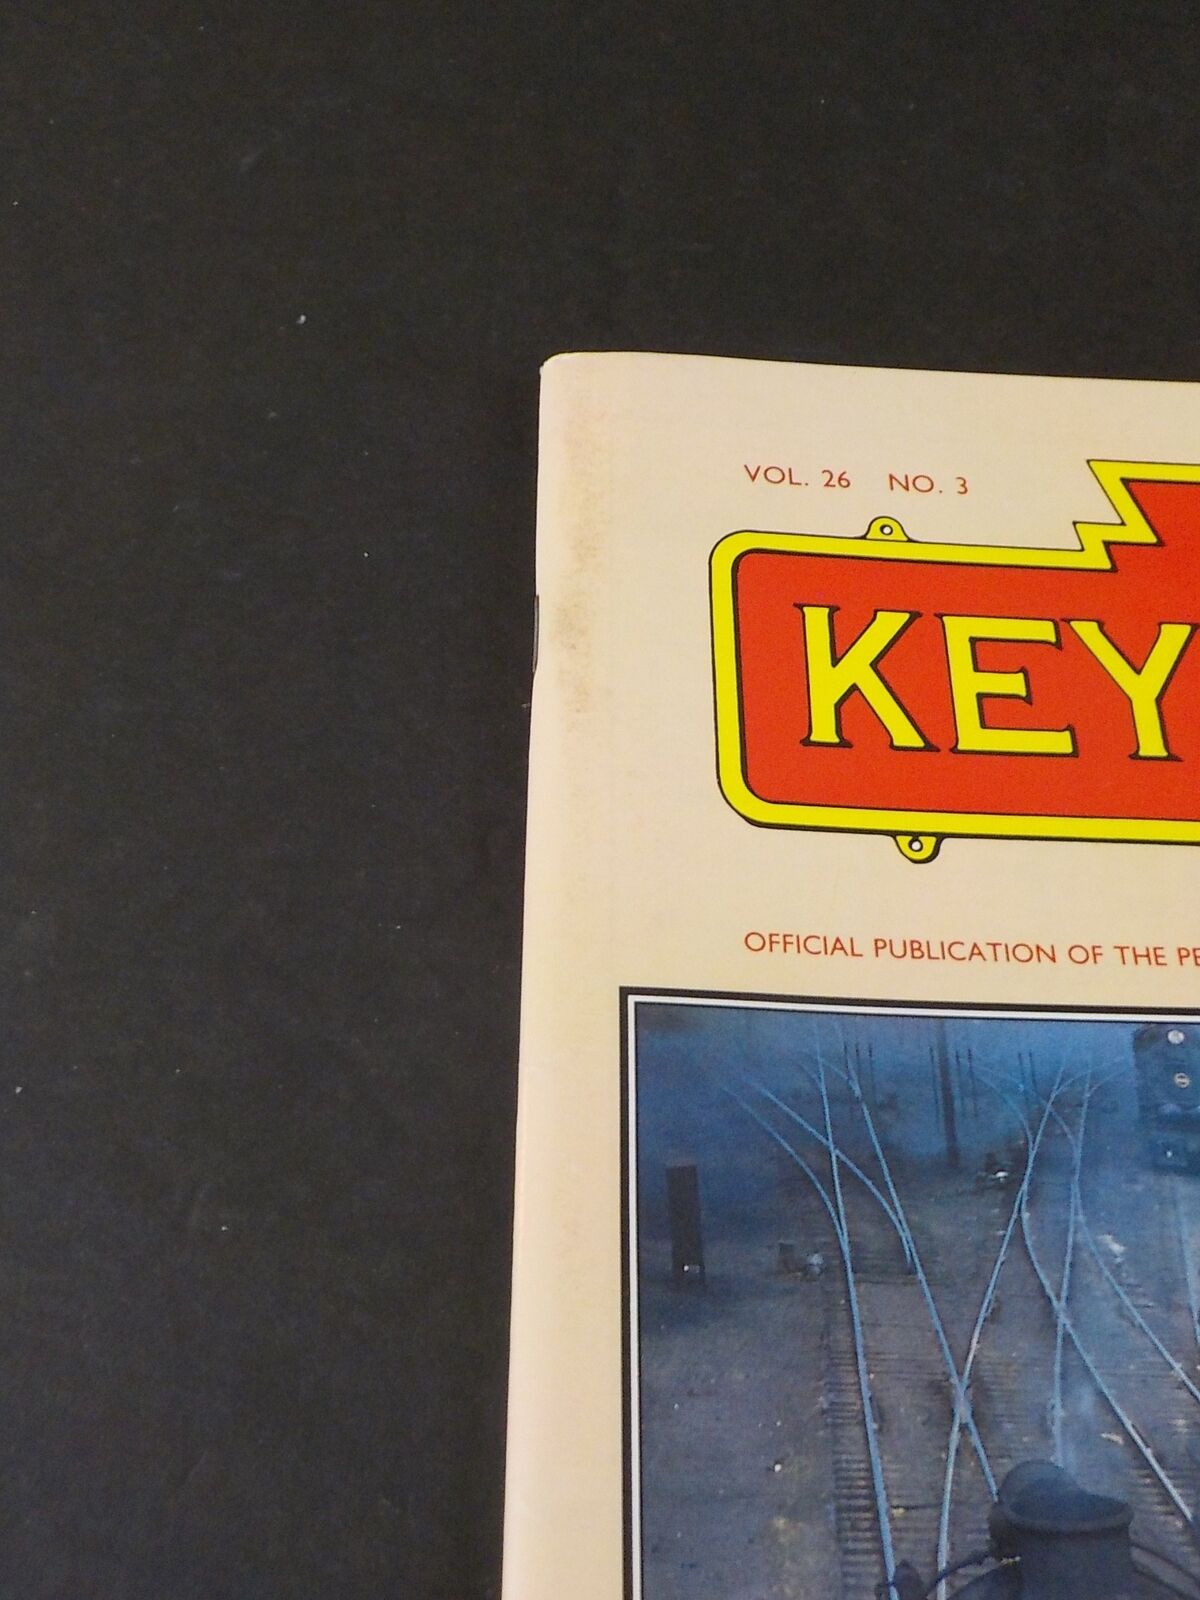 VOL. 26 NO. 3
KEY
OFFICIAL PUBLICATION OF THE PE